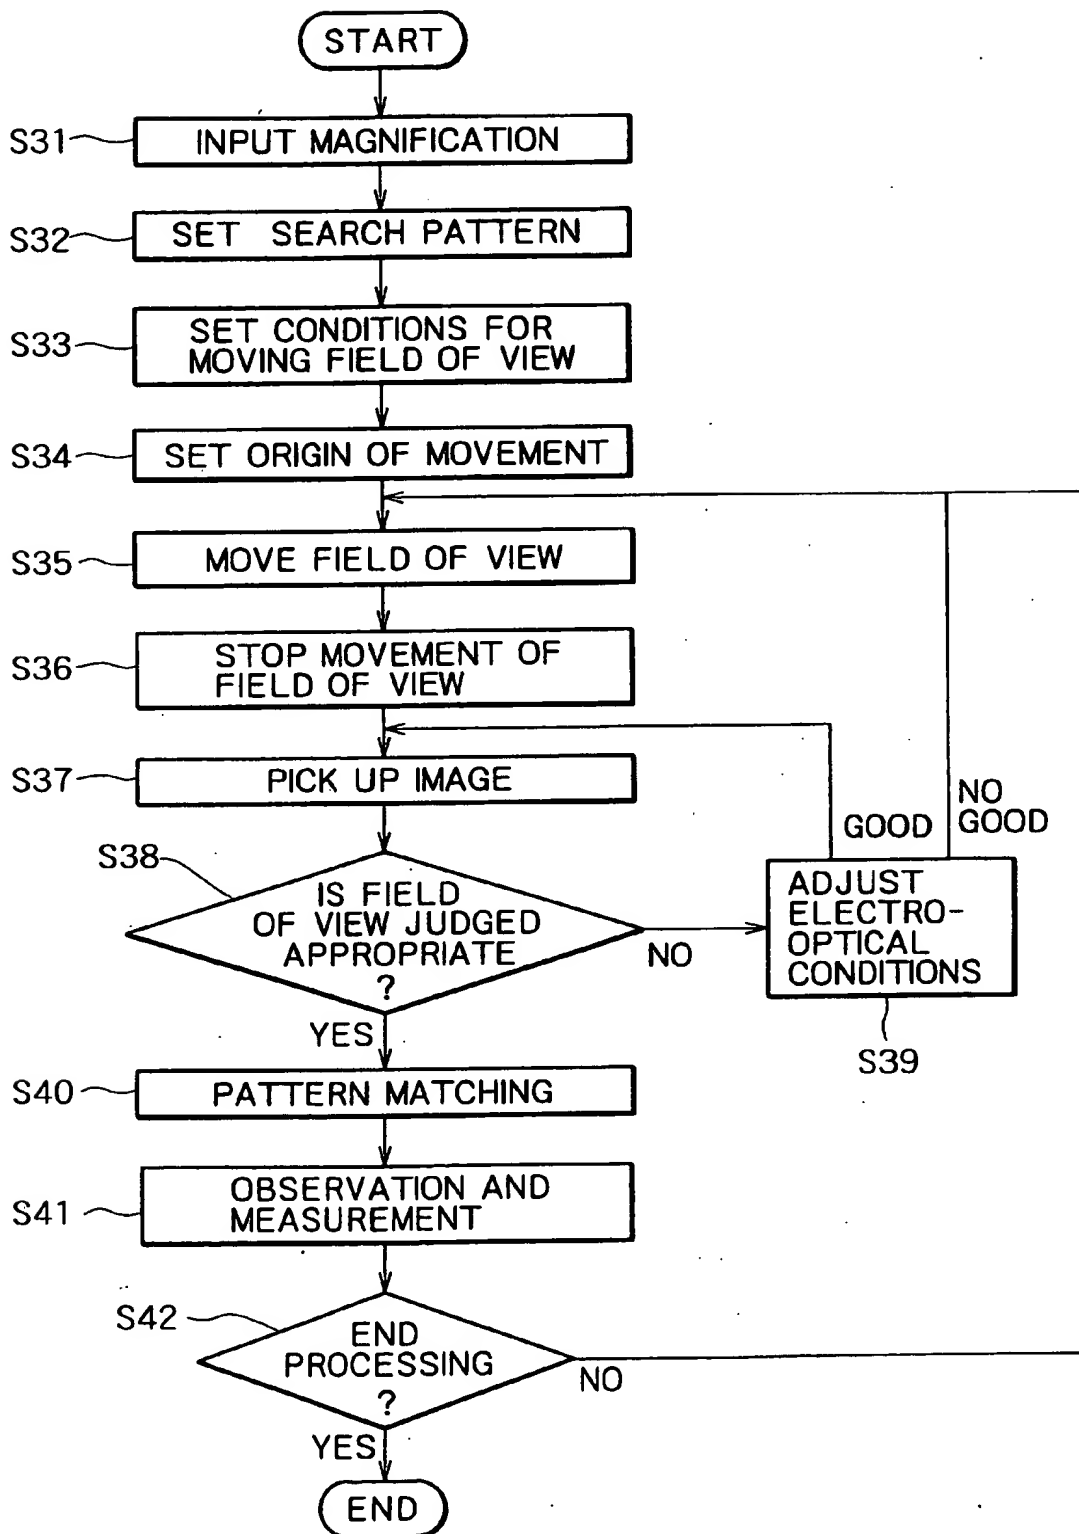 START
S31
INPUT MAGNIFICATION
S32
SET SEARCH PATTERN
S33
SET CONDITIONS FOR
MOVING FIELD OF VIEW
S34
SET ORIGIN OF MOVEMENT
S35
MOVE FIELD OF VIEW
S36
STOP MOVEMENT OF
FIELD OF VIEW
S37
PICK UP IMAGE
GOOD
NO
GOOD
S38
IS FIELD
OF VIEW JUDGED
APPROPRIATE
?
NO
ADJUST
ELECTRO-
OPTICAL
CONDITIONS
S39
YES
S40
PATTERN MATCHING
S41
OBSERVATION AND
MEASUREMENT
S42
END
PROCESSING
?
NO
YES
END